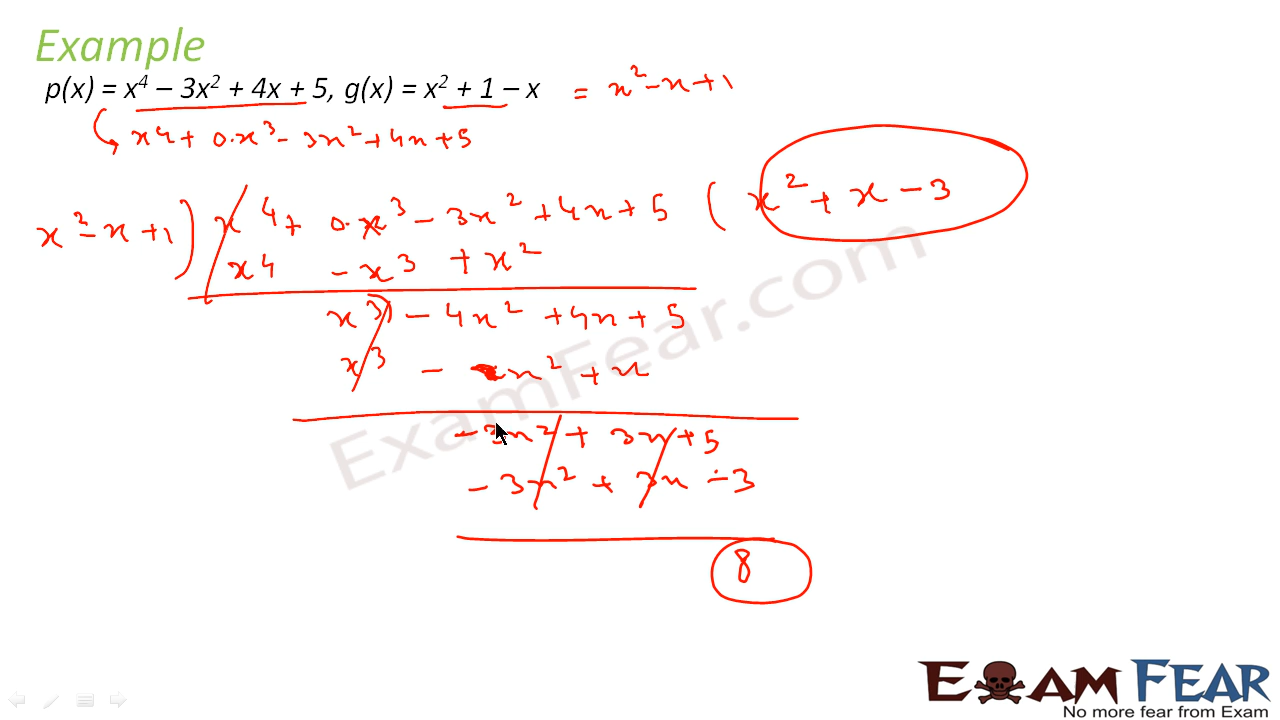 Example
p(x) = x⁴ – 3x² + 4x + 5, g(x) = x² + 1 – x = x² - x + 1
x⁴ + 0.x³ - 3x² + 4x + 5
x² - x + 1 ) x⁴ + 0.x³ - 3x² + 4x + 5 ( x² + x - 3
x⁴ - x³ + x²
x³ - 4x² + 4x + 5
x³ - x² + x
- 3x² + 3x + 5
- 3x² + 3x - 3
8
ExamFear.com
EXAM FEAR
No more fear from Exam